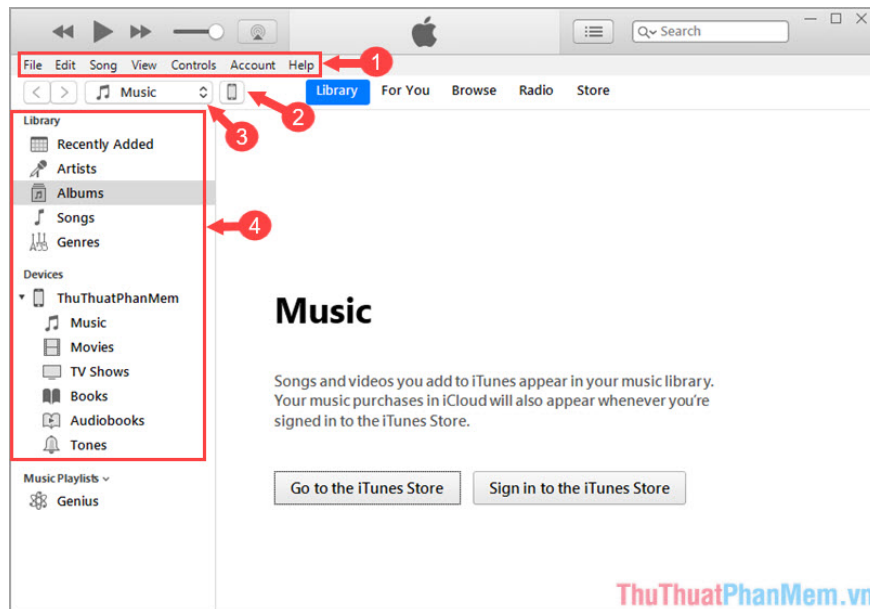 Search
File Edit Song View Controls Account Help
1
Music
2
3
Library For You Browse Radio Store
Library
Recently Added
Artists
Albums
Songs
Genres
4
Devices
ThuThuatPhanMem
Music
Movies
TV Shows
Books
Audiobooks
Tones
Music Playlists
Genius
Music
Songs and videos you add to iTunes appear in your music library.
Your music purchases in iCloud will also appear whenever you're
signed in to the iTunes Store.
Go to the iTunes Store
Sign in to the iTunes Store
ThuThuatPhanMem.vn